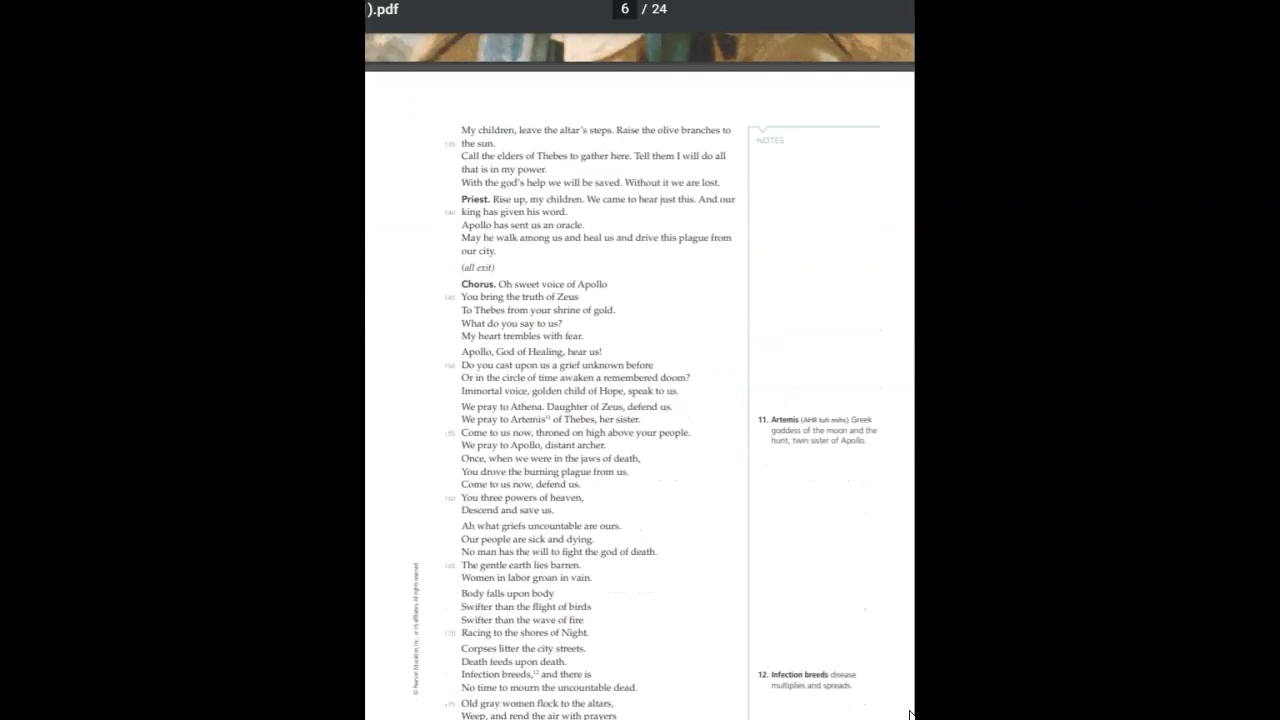 ).pdf
6 / 24
My children, leave the altar's steps. Raise the olive branches to
135 the sun.
Call the elders of Thebes to gather here. Tell them I will do all
that is in my power.
With the god's help we will be saved. Without it we are lost.
Priest. Rise up, my children. We came to hear just this. And our
140 king has given his word.
Apollo has sent us an oracle.
May he walk among us and heal us and drive this plague from
our city.
(all exit)
Chorus. Oh sweet voice of Apollo
145 You bring the truth of Zeus
To Thebes from your shrine of gold.
What do you say to us?
My heart trembles with fear.
Apollo, God of Healing, hear us!
150 Do you cast upon us a grief unknown before
Or in the circle of time awaken a remembered doom?
Immortal voice, golden child of Hope, speak to us.
We pray to Athena. Daughter of Zeus, defend us.
We pray to Artemis11 of Thebes, her sister.
155 Come to us now, throned on high above your people.
We pray to Apollo, distant archer.
Once, when we were in the jaws of death,
You drove the burning plague from us.
Come to us now, defend us.
160 You three powers of heaven,
Descend and save us.
Ah what griefs uncountable are ours.
Our people are sick and dying.
No man has the will to fight the god of death.
165 The gentle earth lies barren.
Women in labor groan in vain.
Body falls upon body
Swifter than the flight of birds
Swifter than the wave of fire
170 Racing to the shores of Night.
Corpses litter the city streets.
Death feeds upon death.
Infection breeds,12 and there is
No time to mourn the uncountable dead.
175 Old gray women flock to the altars,
Weep, and rend the air with prayers
NOTES
11. Artemis (AHR tuh mihs) Greek
goddess of the moon and the
hunt, twin sister of Apollo.
12. Infection breeds disease
multiplies and spreads.
© Pearson Education, Inc., or its affiliates. All rights reserved.